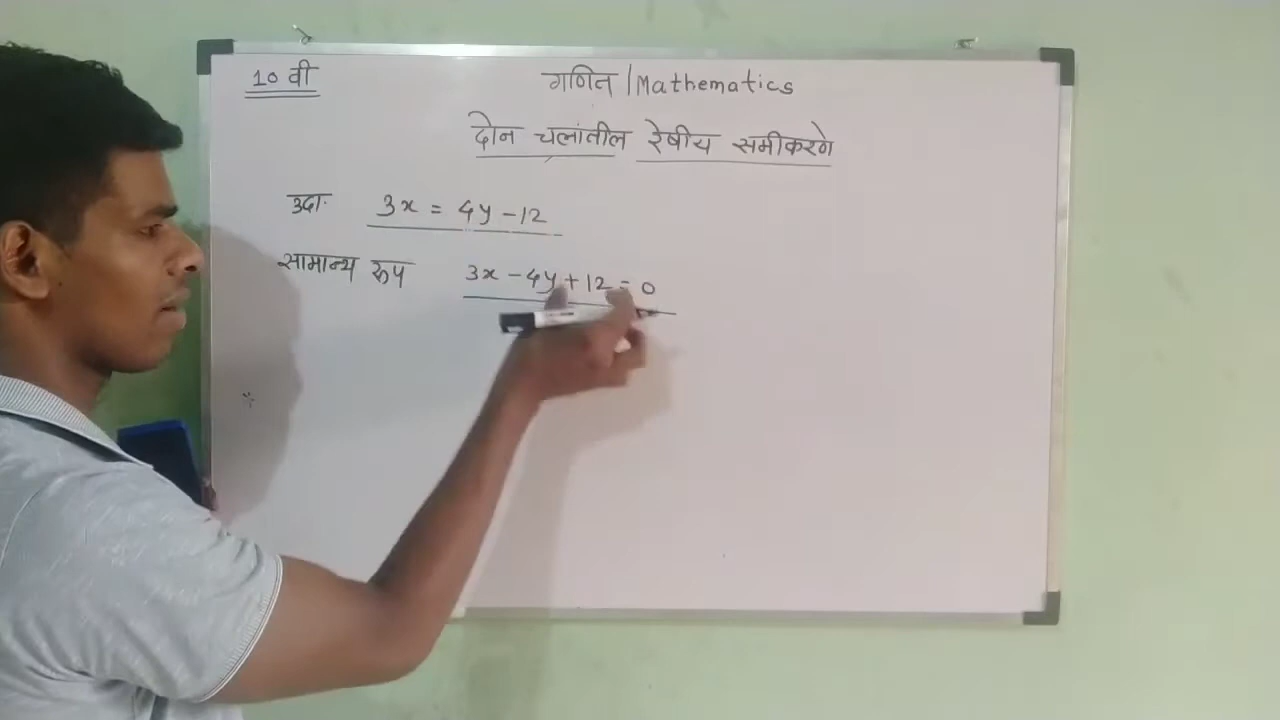 10 वी
गणित / Mathematics
दोन चलांतील रेषीय समीकरणे
उदा. 3x = 4y - 12
सामान्य रूप 3x - 4y + 12 = 0